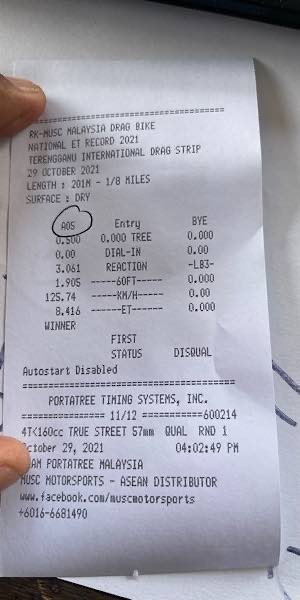 ==================================
RK-MUSC MALAYSIA DRAG BIKE
NATIONAL ET RECORD 2021
TERENGGANU INTERNATIONAL DRAG STRIP
29 OCTOBER 2021
LENGTH : 201M - 1/8 MILES
SURFACE : DRY
A05 Entry BYE
0.500 0.000 TREE 0.000
0.00 DIAL-IN 0.00
3.061 REACTION -LB3-
1.905 -----60FT----- 0.000
125.74 -----KM/H----- 0.00
8.416 ------ET------ 0.000
WINNER
FIRST
STATUS DISQUAL
Autostart Disabled
====================================
PORTATREE TIMING SYSTEMS, INC.
================ 11/12 ===========600214
4T<160cc TRUE STREET 57mm QUAL RND 1
October 29, 2021 04:02:49 PM
PORTATREE MALAYSIA
MUSC MOTORSPORTS - ASEAN DISTRIBUTOR
www.facebook.com/muscmotorsports
+6016-6681490